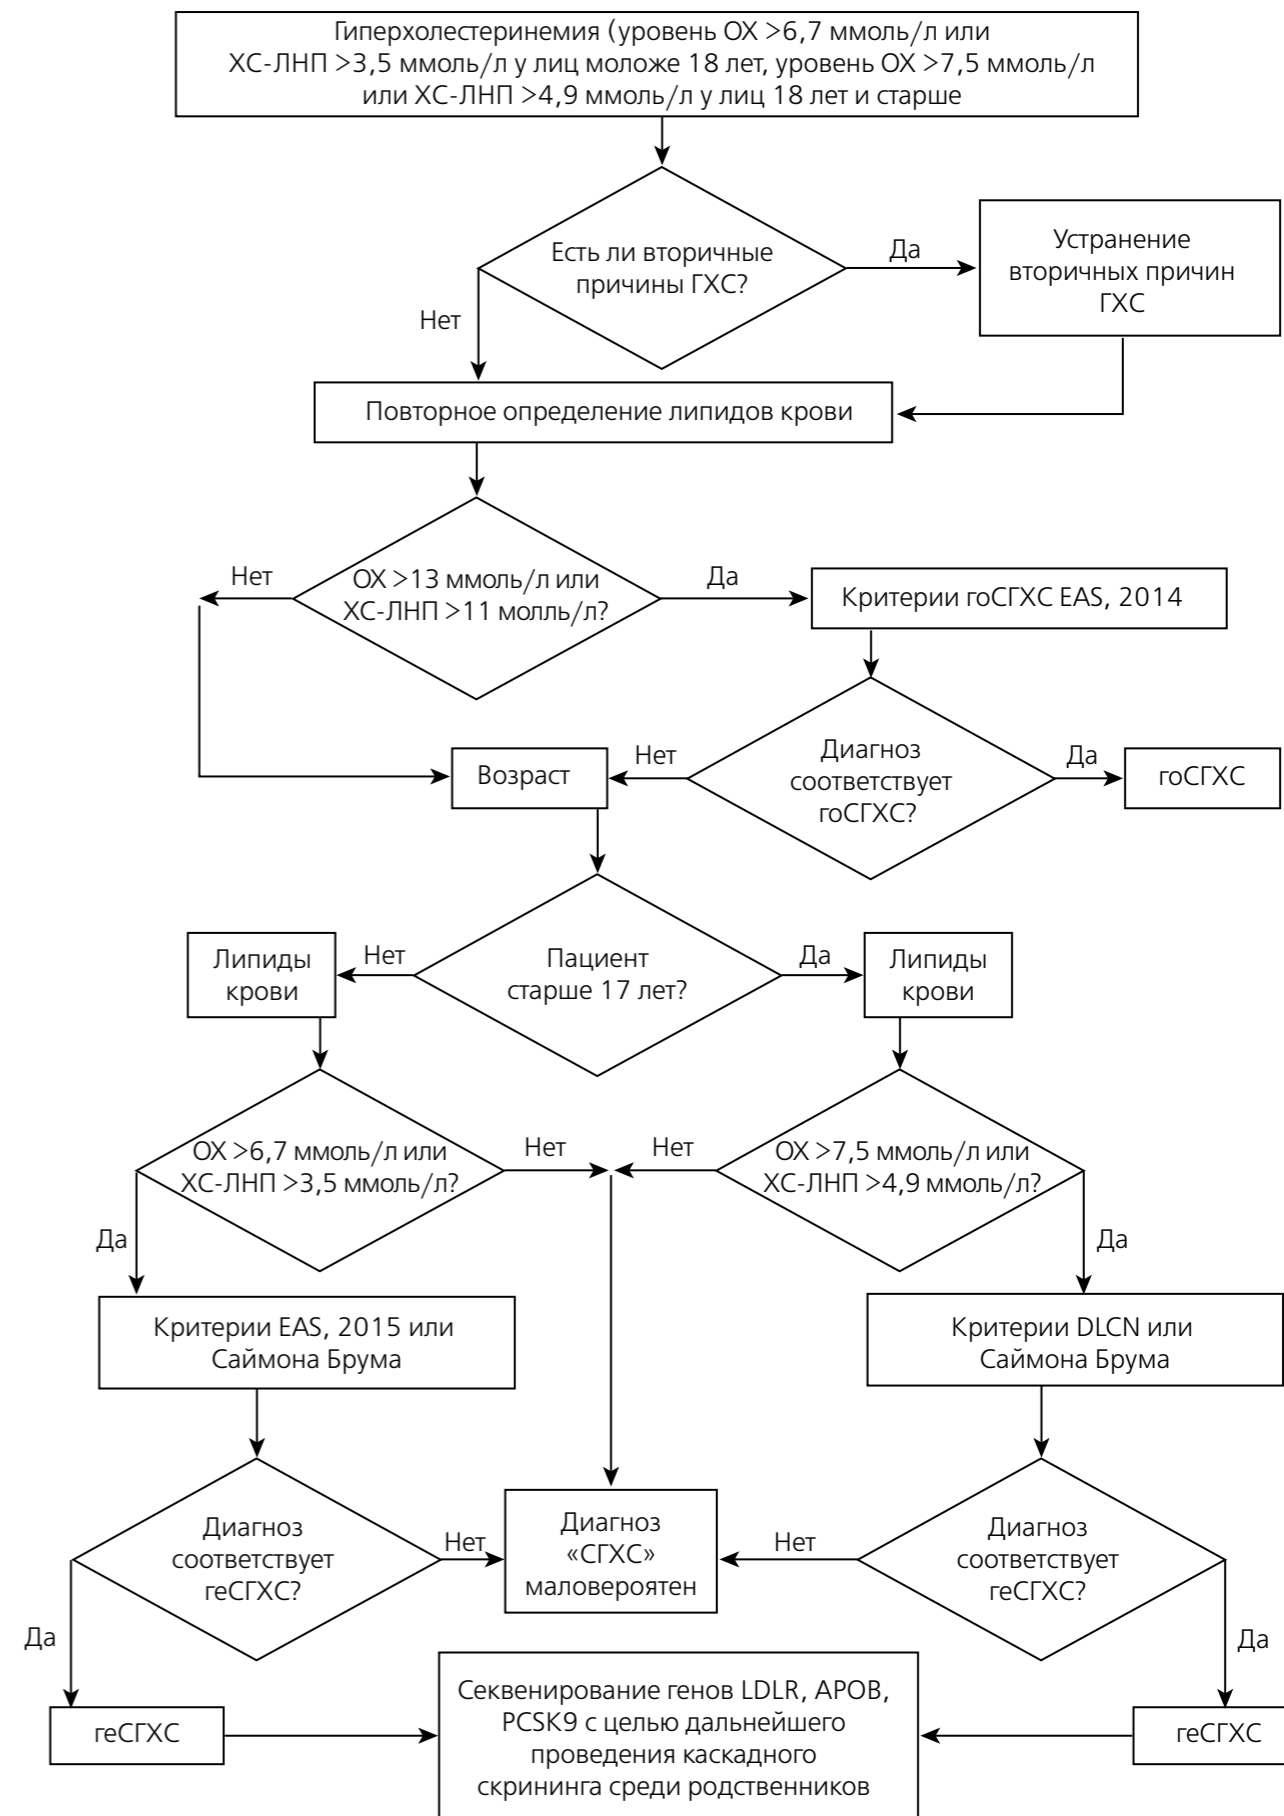 Гиперхолестеринемия (уровень ОХ >6,7 ммоль/л или
ХС-ЛНП >3,5 ммоль/л у лиц моложе 18 лет, уровень ОХ >7,5 ммоль/л
или ХС-ЛНП >4,9 ммоль/л у лиц 18 лет и старше
Есть ли вторичные
причины ГХС?
Да
Устранение
вторичных причин
ГХС
Нет
Повторное определение липидов крови
ОХ >13 ммоль/л или
ХС-ЛНП >11 молль/л?
Нет
Да
Критерии гоСГХС EAS, 2014
Диагноз
соответствует
гоСГХС?
Нет
Да
гоСГХС
Возраст
Пациент
старше 17 лет?
Нет
Да
Липиды
крови
Липиды
крови
ОХ >6,7 ммоль/л или
ХС-ЛНП >3,5 ммоль/л?
Нет
Нет
ОХ >7,5 ммоль/л или
ХС-ЛНП >4,9 ммоль/л?
Да
Да
Критерии EAS, 2015 или
Саймона Брума
Критерии DLCN или
Саймона Брума
Диагноз
соответствует
геСГХС?
Нет
Диагноз
«СГХС»
маловероятен
Нет
Диагноз
соответствует
геСГХС?
Да
Да
геСГХС
Секвенирование генов LDLR, APOB,
PCSK9 с целью дальнейшего
проведения каскадного
скрининга среди родственников
геСГХС